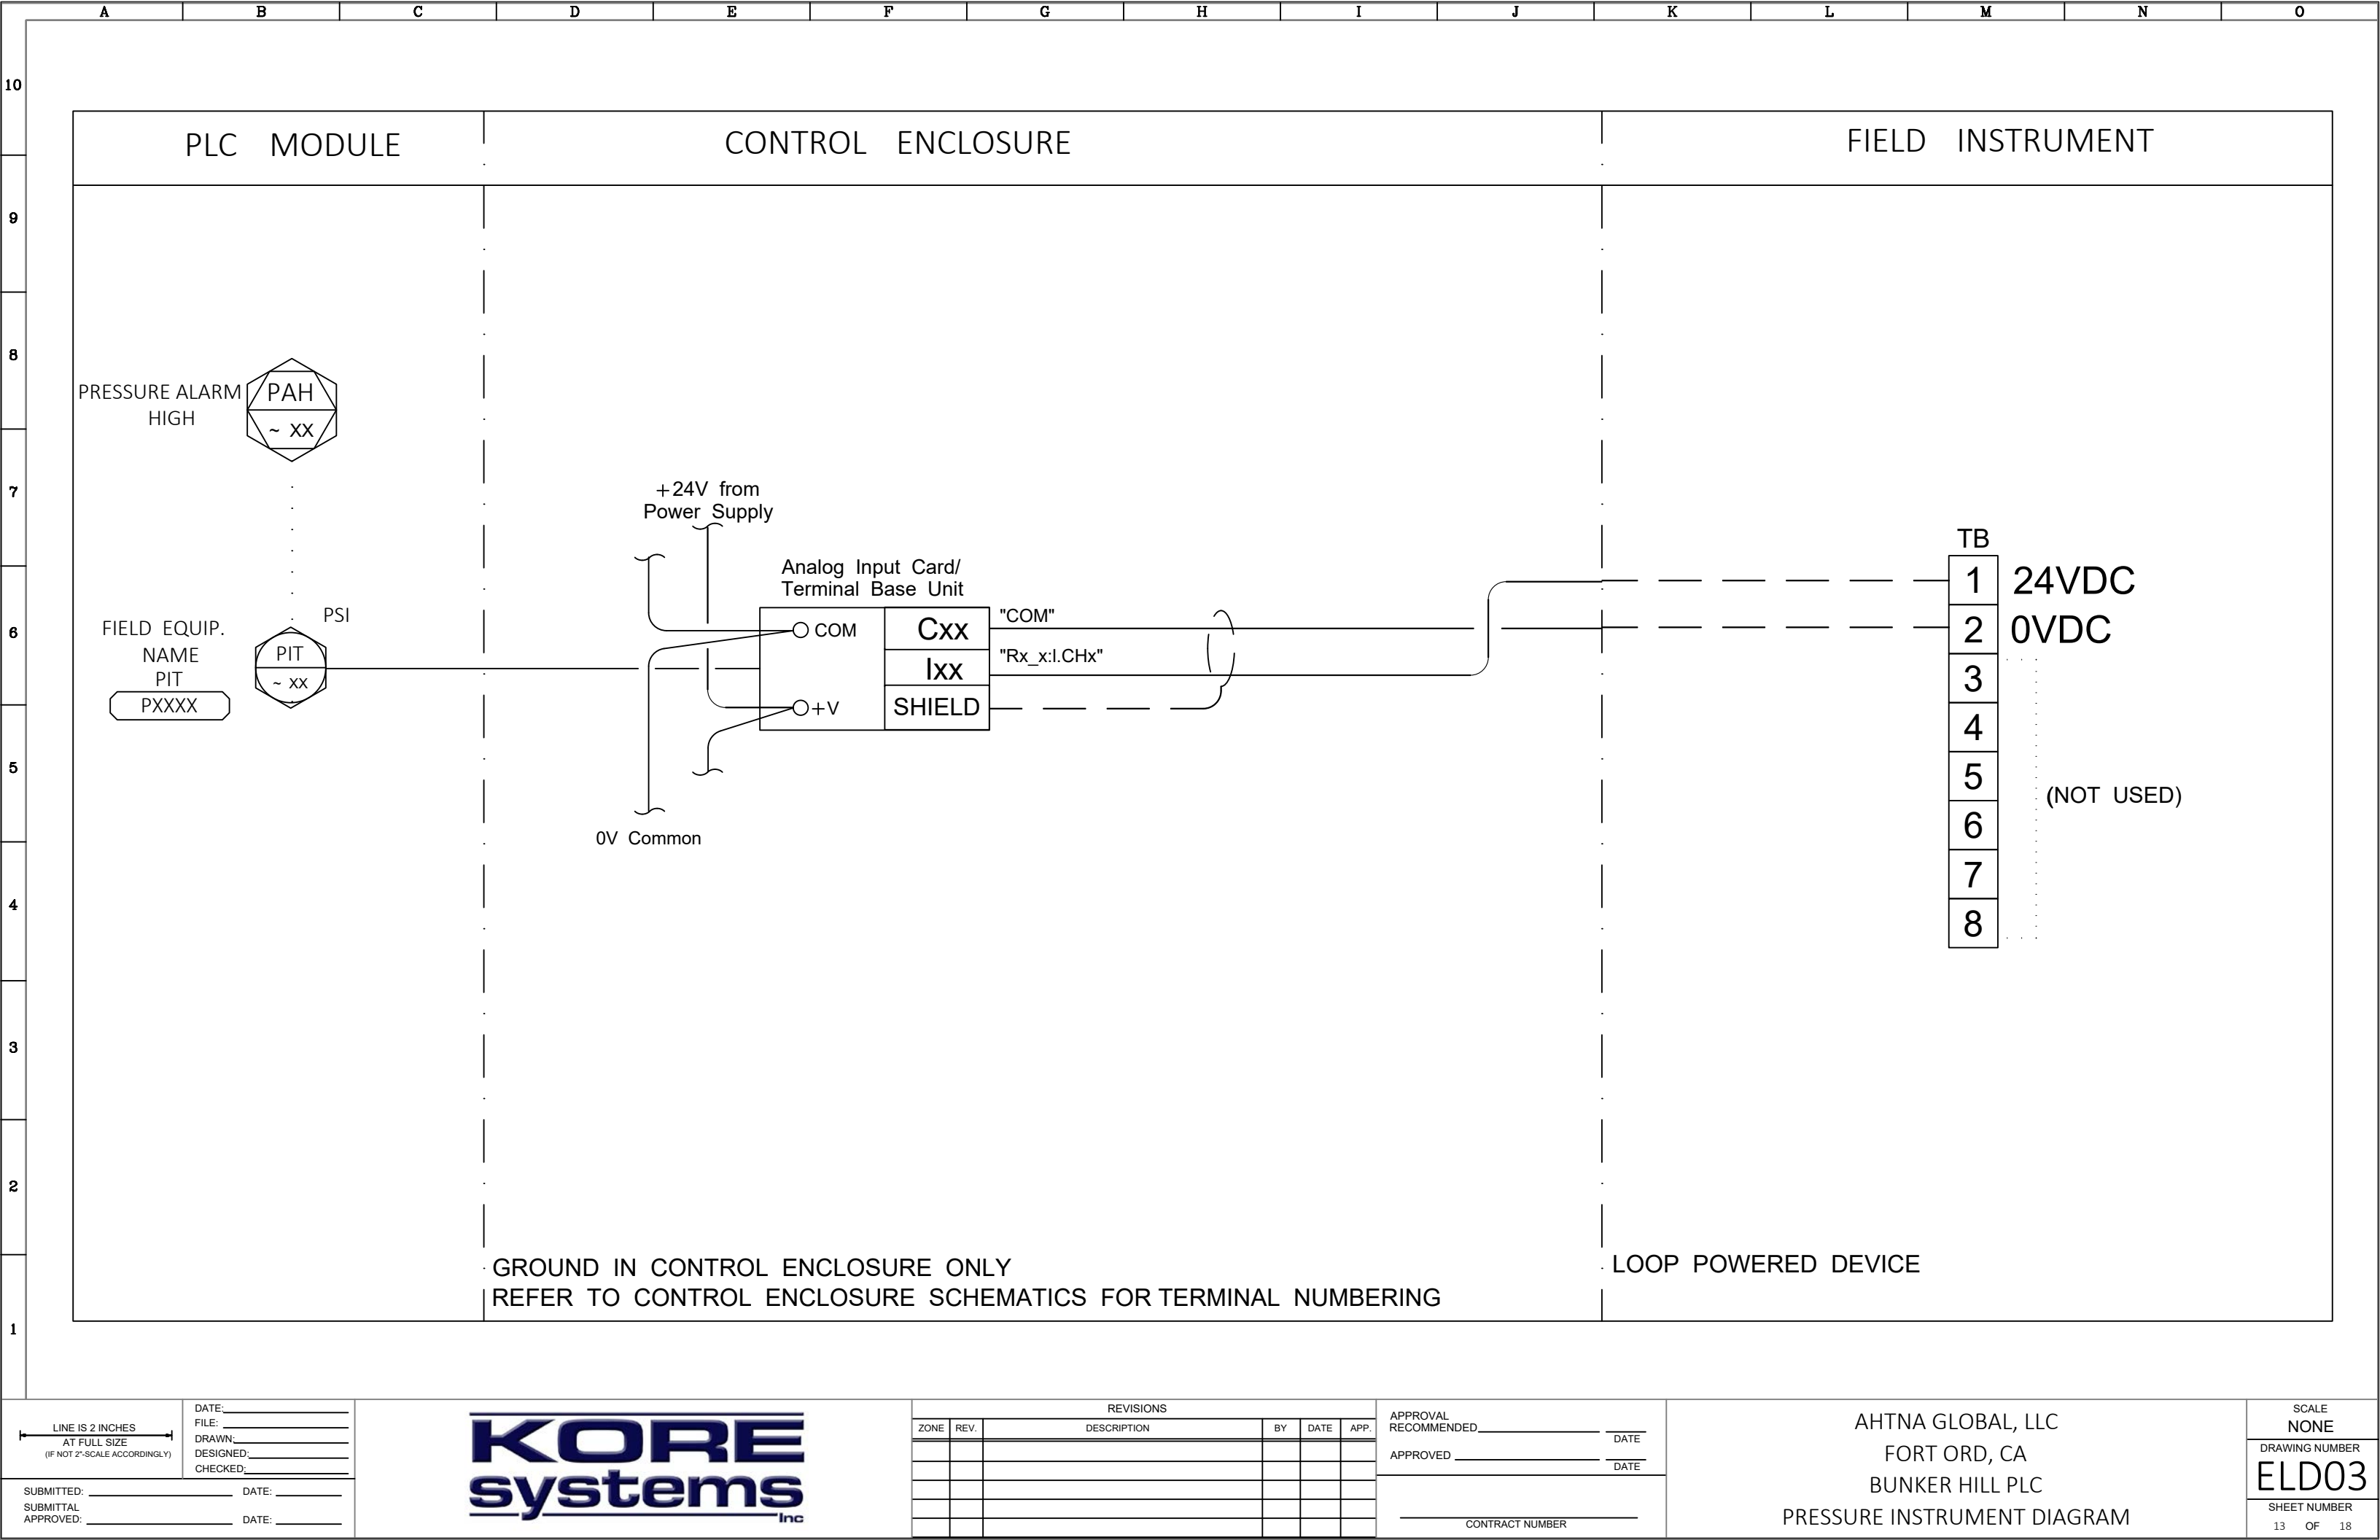 A B C D E F G H I J K L M N O
10
9
8
7
6
5
4
3
2
1
PLC MODULE
CONTROL ENCLOSURE
FIELD INSTRUMENT
PRESSURE ALARM
HIGH
PAH
~ XX
PSI
FIELD EQUIP.
NAME
PIT
PXXXX
PIT
~ XX
+24V from
Power Supply
Analog Input Card/
Terminal Base Unit
COM
+V
Cxx
Ixx
SHIELD
"COM"
"Rx_x:I.CHx"
0V Common
TB
1 24VDC
2 0VDC
3
4
5
6
7
8
(NOT USED)
GROUND IN CONTROL ENCLOSURE ONLY
REFER TO CONTROL ENCLOSURE SCHEMATICS FOR TERMINAL NUMBERING
LOOP POWERED DEVICE
LINE IS 2 INCHES
AT FULL SIZE
(IF NOT 2"-SCALE ACCORDINGLY)
DATE:
FILE:
DRAWN:
DESIGNED:
CHECKED:
SUBMITTED: DATE:
SUBMITTAL
APPROVED: DATE:
KORE
systems
Inc
REVISIONS
ZONE REV. DESCRIPTION BY DATE APP.
APPROVAL
RECOMMENDED
DATE
APPROVED
DATE
CONTRACT NUMBER
AHTNA GLOBAL, LLC
FORT ORD, CA
BUNKER HILL PLC
PRESSURE INSTRUMENT DIAGRAM
SCALE
NONE
DRAWING NUMBER
ELD03
SHEET NUMBER
13 OF 18